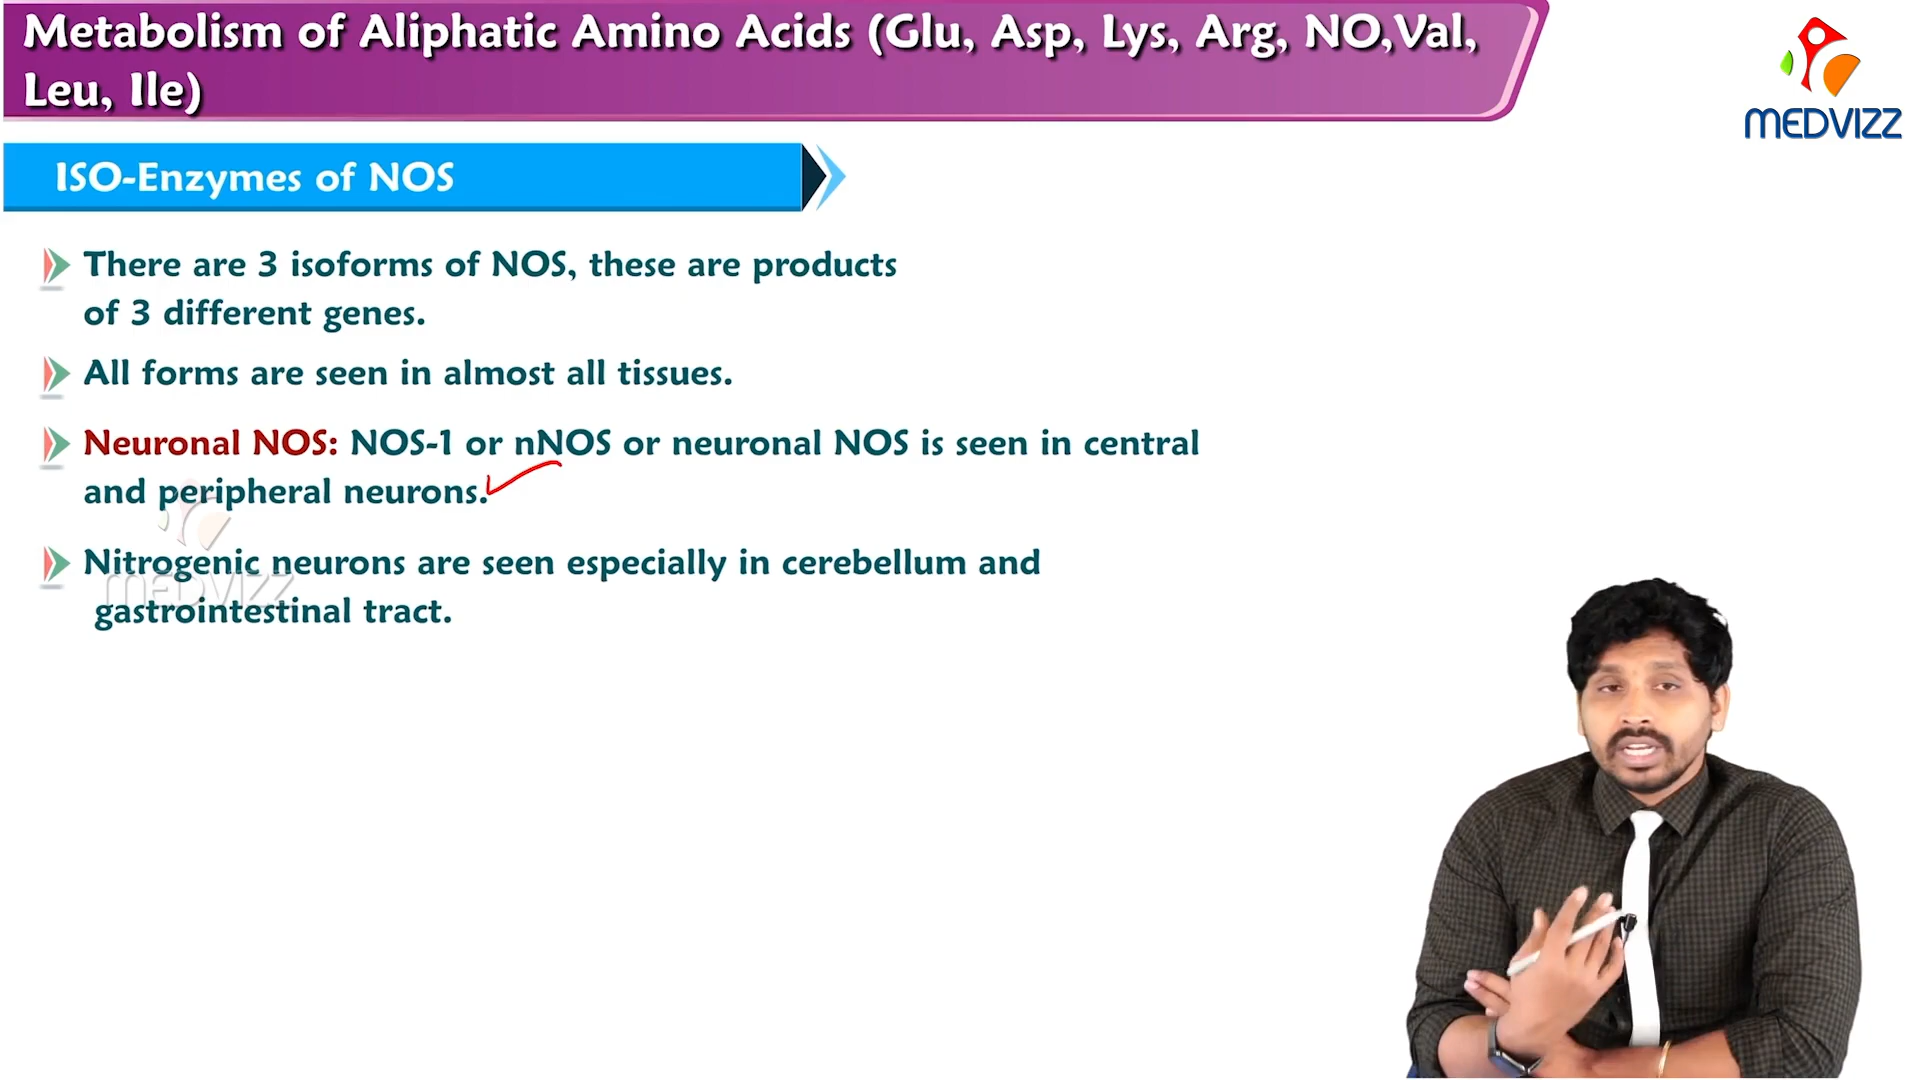 Metabolism of Aliphatic Amino Acids (Glu, Asp, Lys, Arg, NO,Val,
Leu, Ile)
MEDVIZZ
ISO-Enzymes of NOS
There are 3 isoforms of NOS, these are products
of 3 different genes.
All forms are seen in almost all tissues.
Neuronal NOS: NOS-1 or nNOS or neuronal NOS is seen in central
and peripheral neurons.
Nitrogenic neurons are seen especially in cerebellum and
MEDVIZZ
gastrointestinal tract.